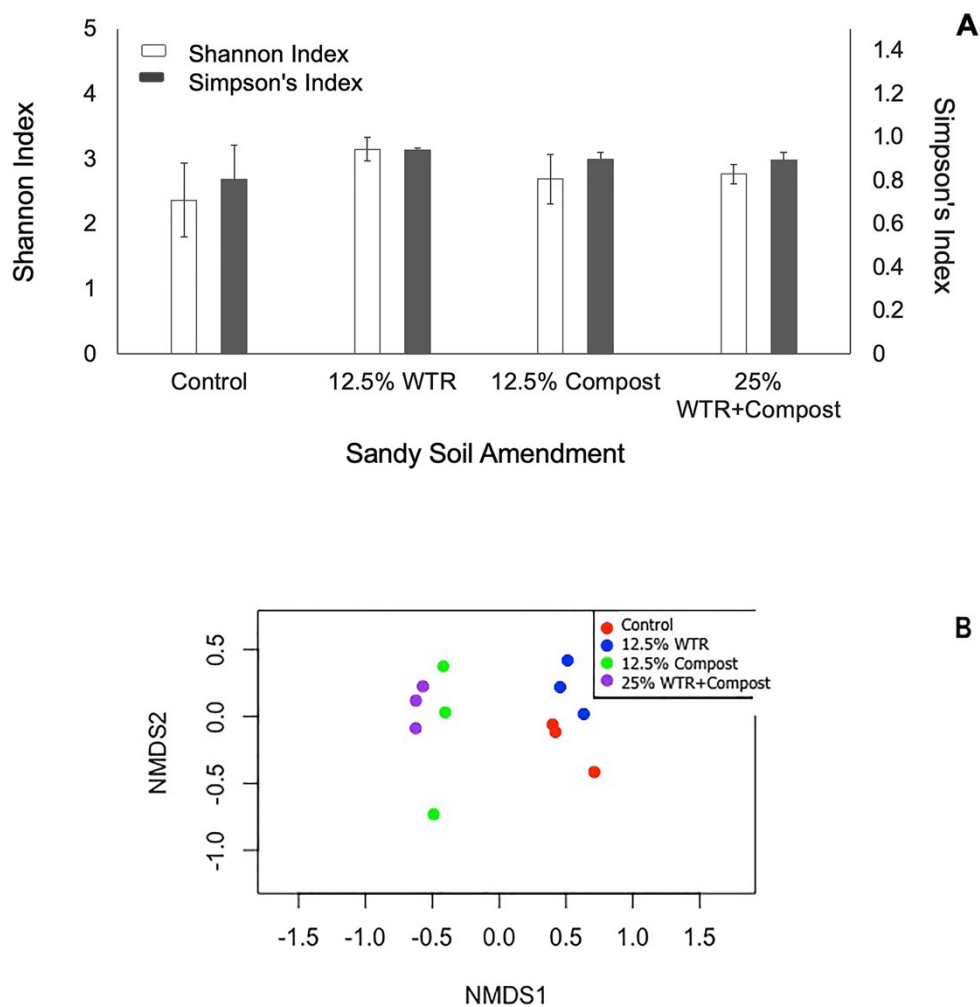 A
5
4
3
2
1
0
Shannon Index
Shannon Index
Simpson's Index
1.4
1.2
1.0
0.8
0.6
0.4
0.2
0
Simpson's Index
Control
12.5% WTR
12.5% Compost
25%
WTR+Compost
Sandy Soil Amendment
B
Control
12.5% WTR
12.5% Compost
25% WTR+Compost
0.5
0.0
-0.5
-1.0
NMDS2
-1.5
-1.0
-0.5
0.0
0.5
1.0
1.5
NMDS1